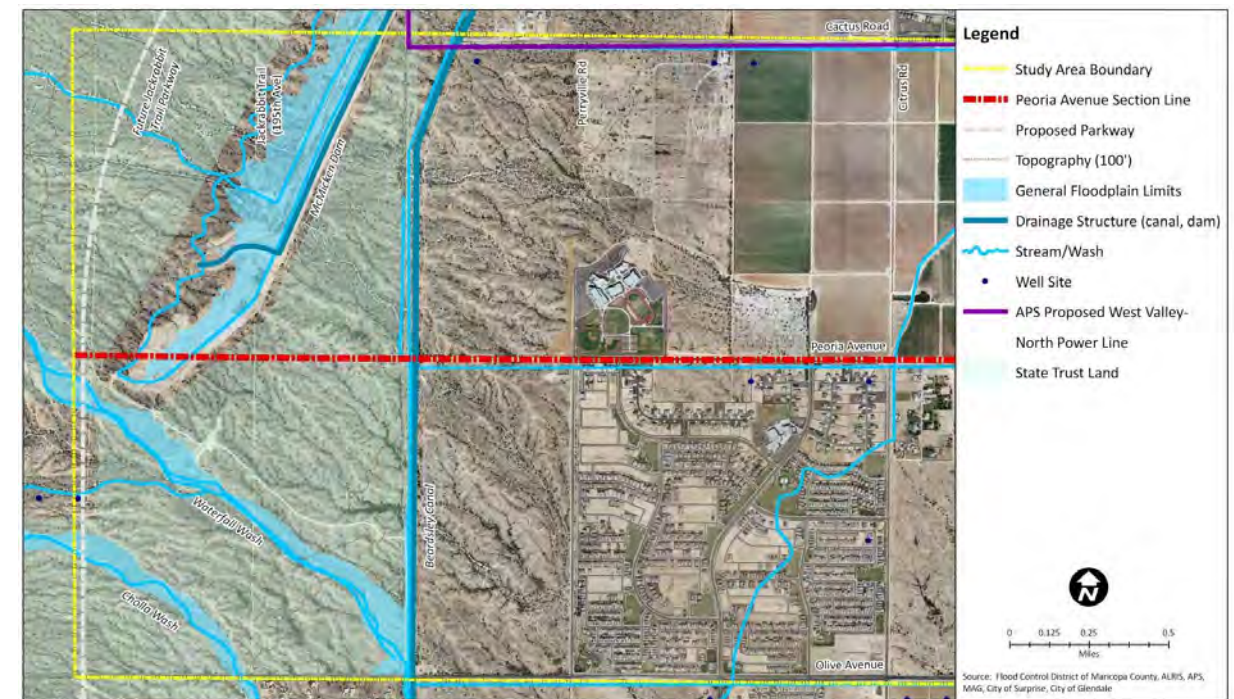 Cactus Road
Future Jackrabbit
Trail Parkway
Jackrabbit Trail
(195th Ave)
McMicken Dam
Perryville Rd
Citrus Rd
Peoria Avenue
Waterfall Wash
Cholla Wash
Beardsley Canal
Olive Avenue
Legend
Study Area Boundary
Peoria Avenue Section Line
Proposed Parkway
Topography (100')
General Floodplain Limits
Drainage Structure (canal, dam)
Stream/Wash
Well Site
APS Proposed West Valley-
North Power Line
State Trust Land
N
0 0.125 0.25 0.5
Miles
Source: Flood Control District of Maricopa County, ALRIS, APS,
MAG, City of Surprise, City of Glendale